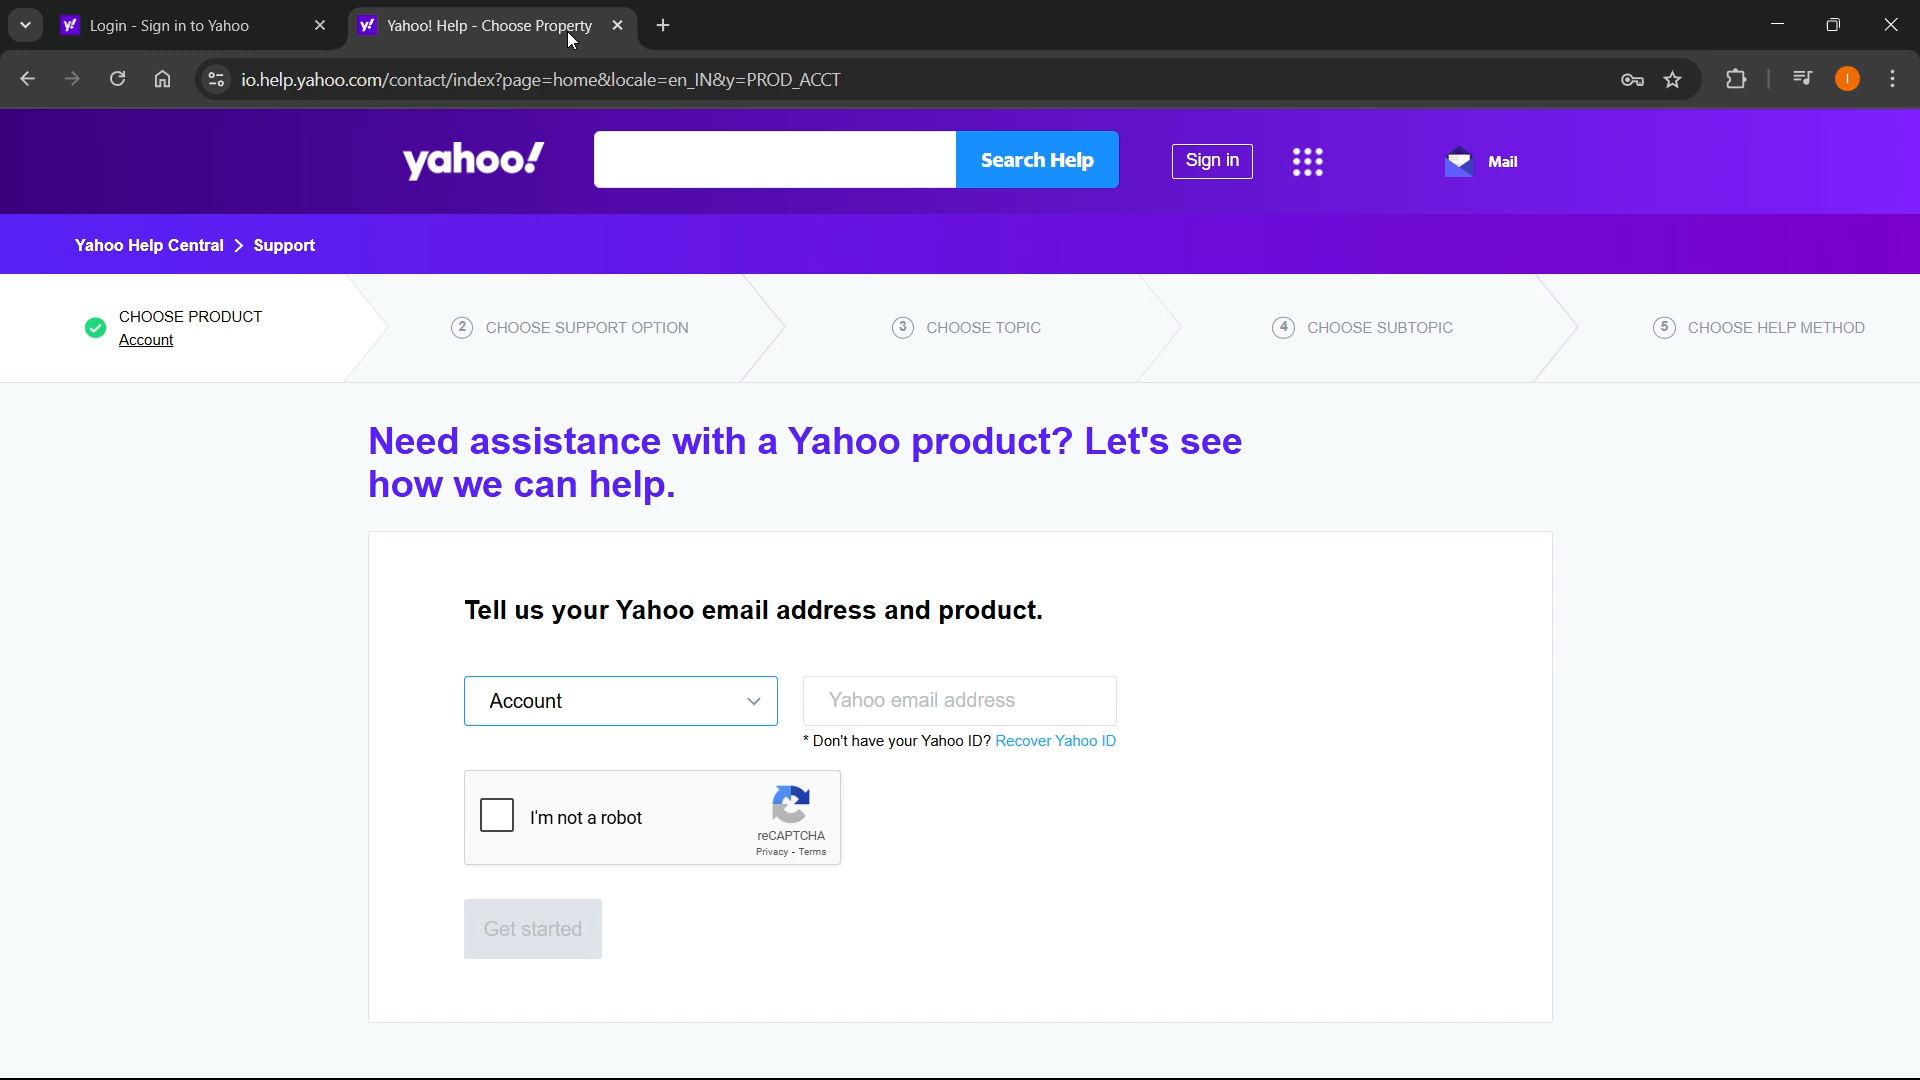 Login - Sign in to Yahoo
Yahoo! Help - Choose Property
io.help.yahoo.com/contact/index?page=home&locale=en_IN&y=PROD_ACCT
I
yahoo!
Search Help
Sign in
Mail
Yahoo Help Central > Support
CHOOSE PRODUCT
Account
2 CHOOSE SUPPORT OPTION
3 CHOOSE TOPIC
4 CHOOSE SUBTOPIC
5 CHOOSE HELP METHOD
Need assistance with a Yahoo product? Let's see
how we can help.
Tell us your Yahoo email address and product.
Account
Yahoo email address
* Don't have your Yahoo ID? Recover Yahoo ID
I'm not a robot
reCAPTCHA
Privacy - Terms
Get started